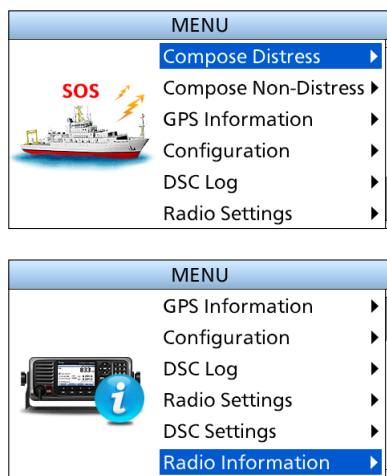 MENU
Compose Distress
SOS
Compose Non-Distress
GPS Information
Configuration
DSC Log
Radio Settings
MENU
GPS Information
Configuration
DSC Log
Radio Settings
DSC Settings
Radio Information